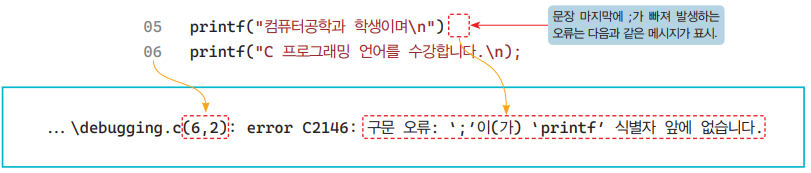 문장 마지막에 ;가 빠져 발생하는
오류는 다음과 같은 메시지가 표시.
05 printf("컴퓨터공학과 학생이며\n")
06 printf("C 프로그래밍 언어를 수강합니다.\n);
...\debugging.c(6,2): error C2146: 구문 오류: ‘;’이(가) ‘printf’ 식별자 앞에 없습니다.